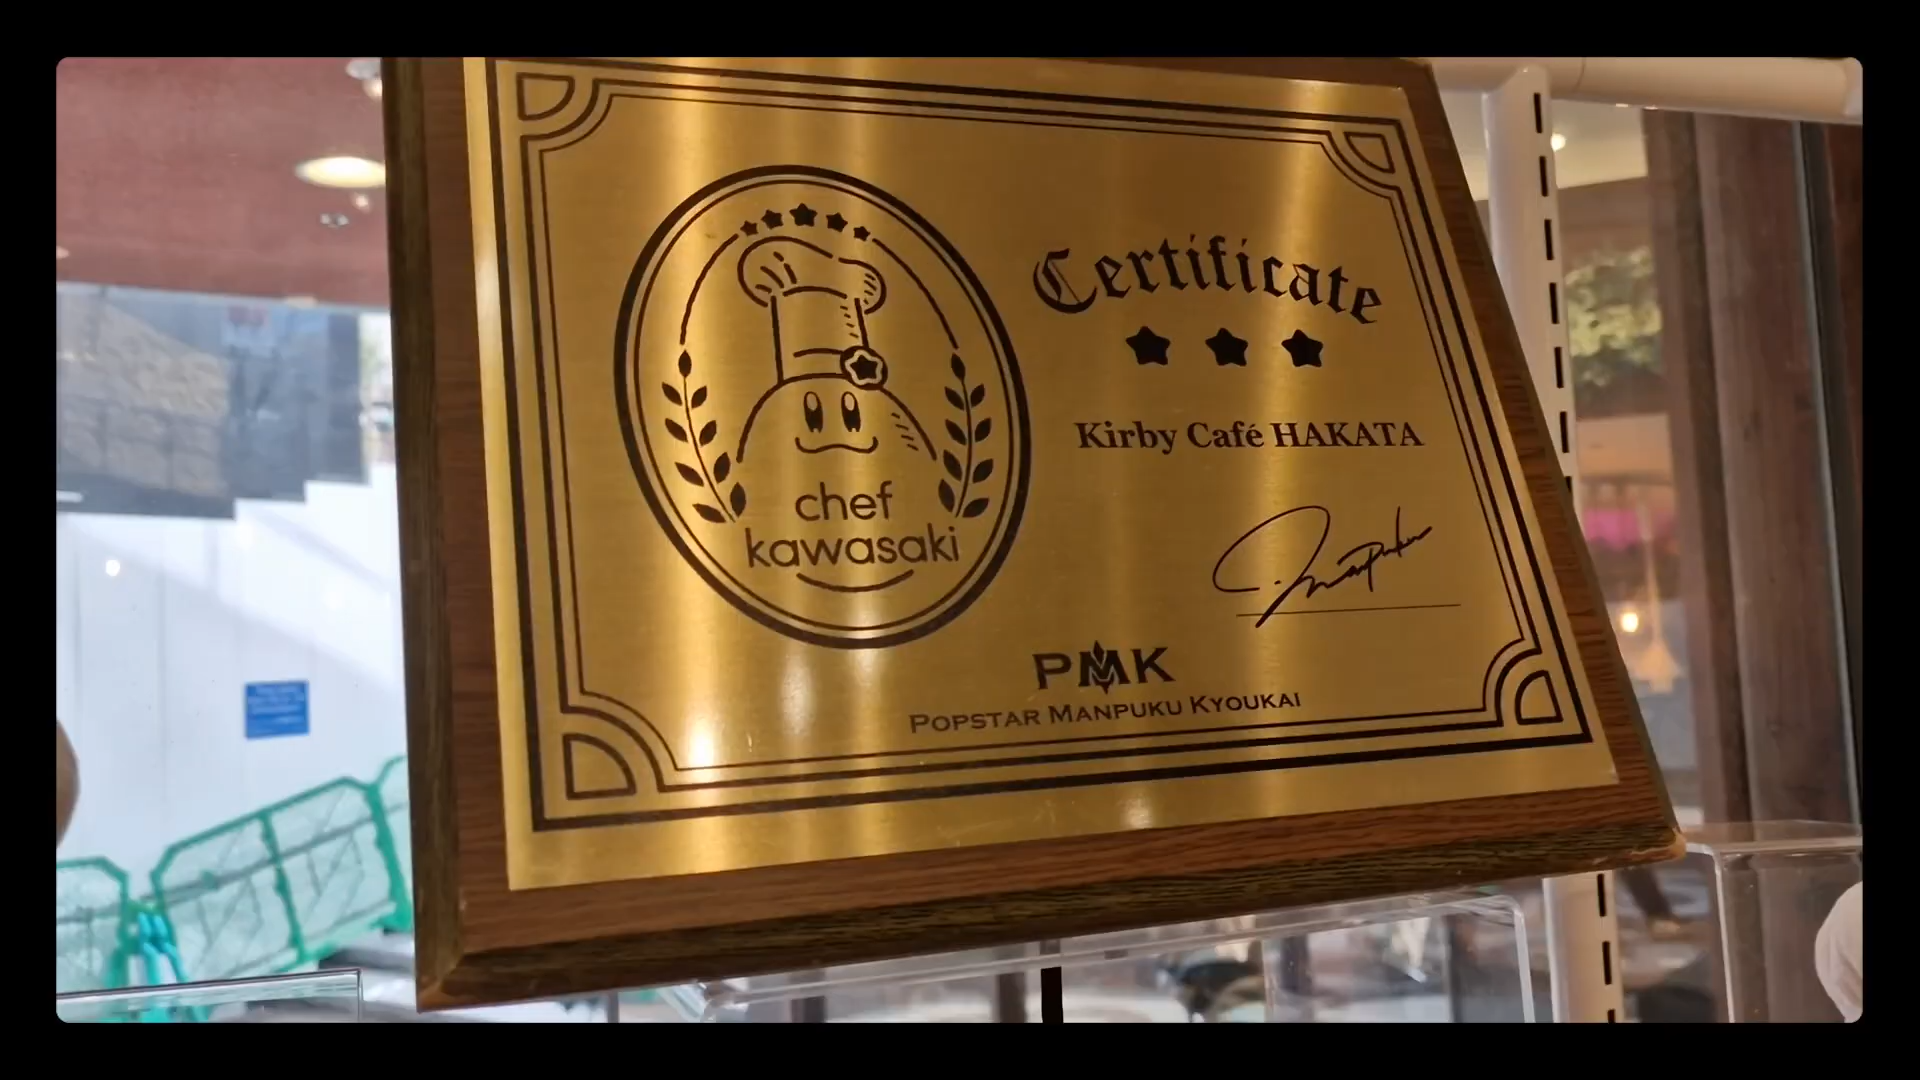 chef
kawasaki
Certificate
Kirby Café HAKATA
PMK
POPSTAR MANPUKU KYOUKAI